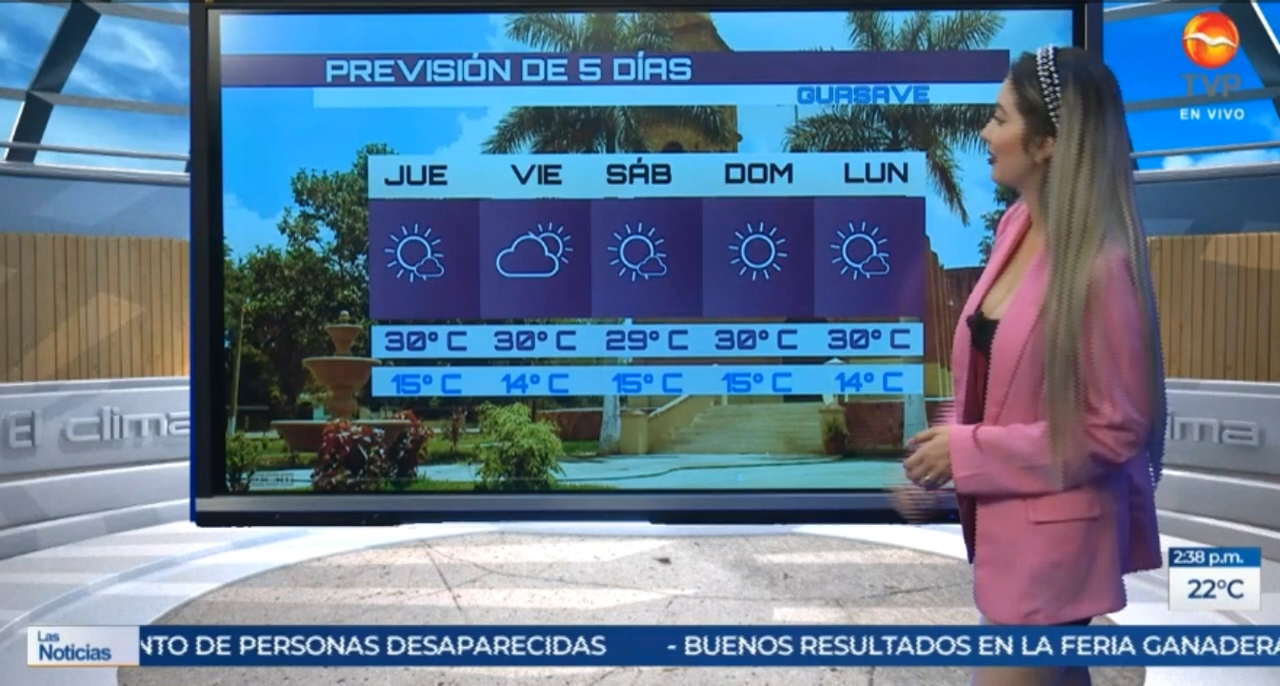 PREVISIÓN DE 5 DÍAS
GUASAVE
TVP
EN VIVO
JUE VIE SÁB DOM LUN
30° C 30° C 29° C 30° C 30° C
15° C 14° C 15° C 15° C 14° C
El clima
ima
2:38 p.m.
22°C
Las
Noticias
NTO DE PERSONAS DESAPARECIDAS - BUENOS RESULTADOS EN LA FERIA GANADERA